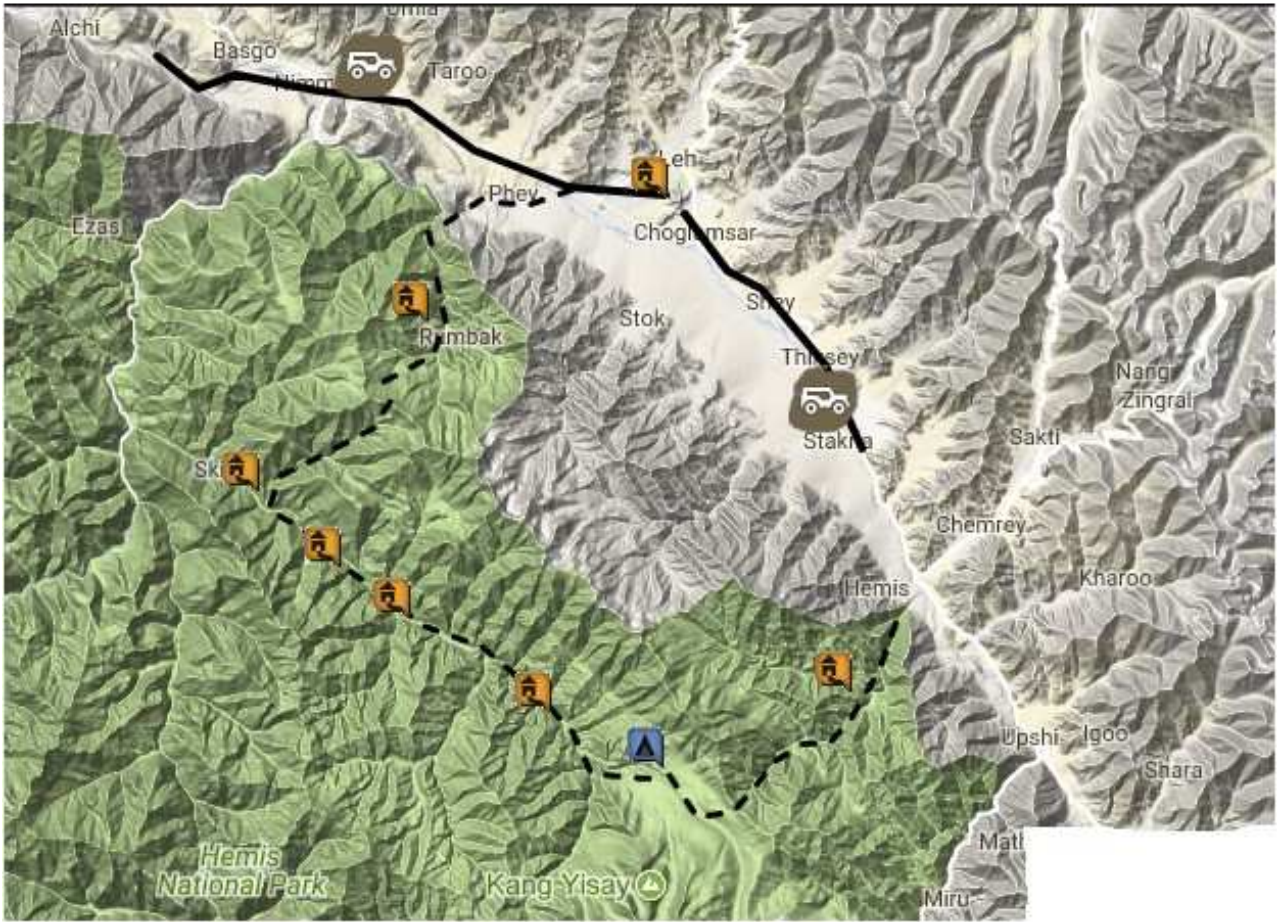 Alchi
Basgo
Taroo
Leh
Phey
Ezas
Choglamsar
Shey
Stok
Rumbak
Thiksey
Nang
Zingral
Stakna
Sakti
Chemrey
Kharoo
Hemis
Upshi
Igoo
Shara
Hemis
National Park
Kang Yisay
Miru